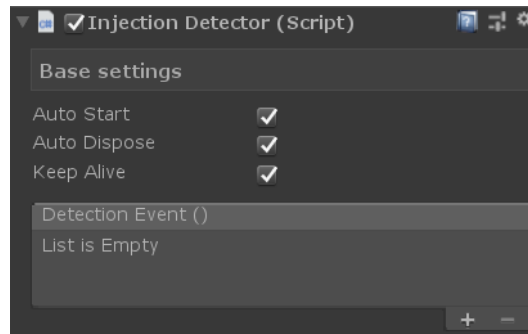 Injection Detector (Script)
Base settings
Auto Start
Auto Dispose
Keep Alive
Detection Event ()
List is Empty